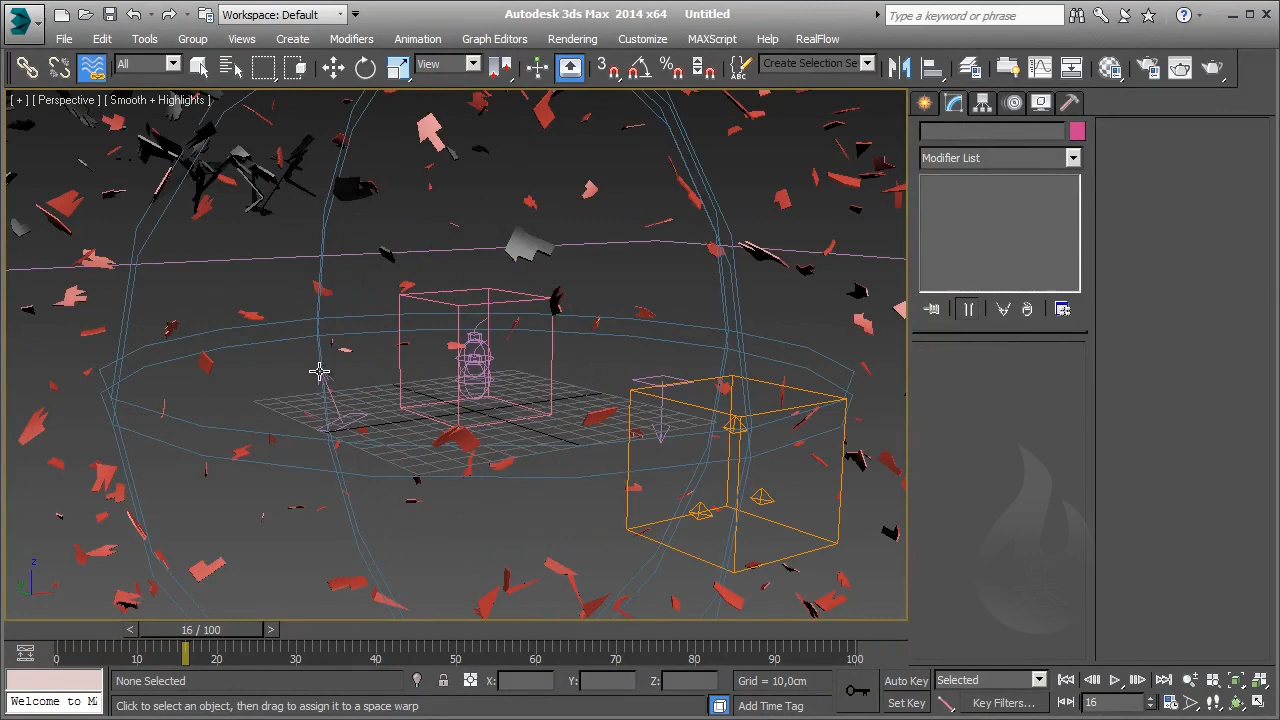 Workspace: Default
Autodesk 3ds Max 2014 x64 Untitled
Type a keyword or phrase
File Edit Tools Group Views Create Modifiers Animation Graph Editors Rendering Customize MAXScript Help RealFlow
All
View
3
Create Selection Se
[ + ] [ Perspective ] [ Smooth + Highlights ]
Modifier List
z
16 / 100
0 10 20 30 40 50 60 70 80 90 100
None Selected
X:
Y:
Z:
Grid = 10,0cm
Auto Key
Selected
Welcome to M
Click to select an object, then drag to assign it to a space warp
Add Time Tag
Set Key
Key Filters...
16